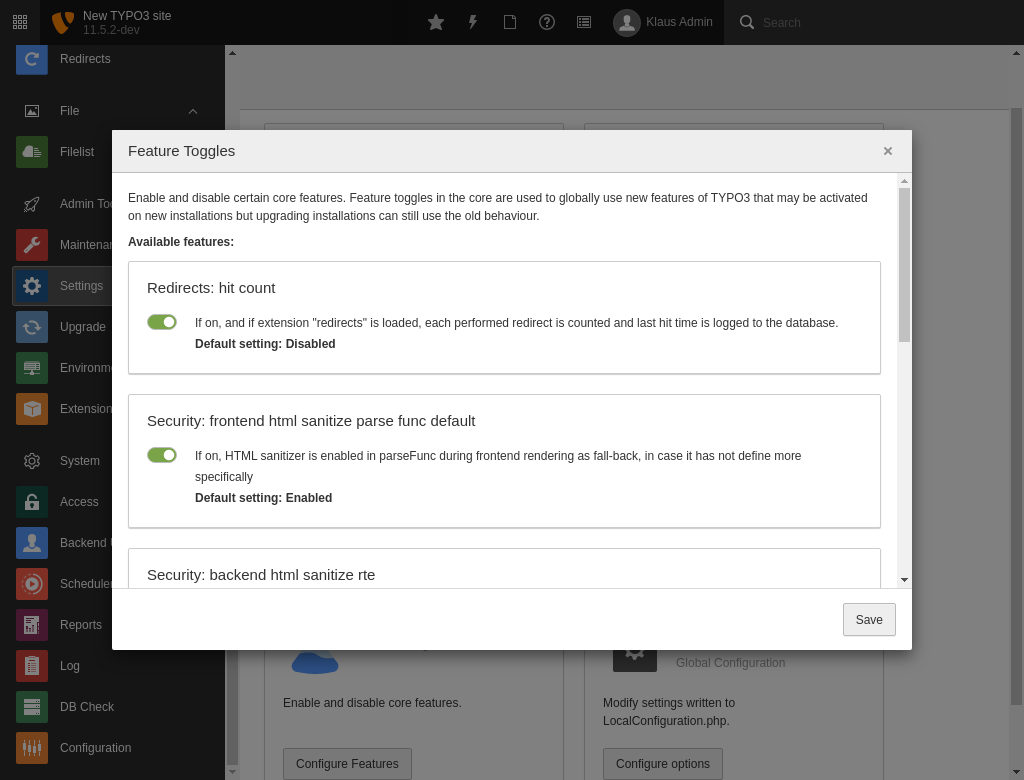 New TYPO3 site
11.5.2-dev
Klaus Admin
Search
Redirects
File
Filelist
Admin Too
Maintenan
Settings
Upgrade
Environme
Extension
System
Access
Backend
Scheduler
Reports
Log
DB Check
Configuration
Feature Toggles
×
Enable and disable certain core features. Feature toggles in the core are used to globally use new features of TYPO3 that may be activated
on new installations but upgrading installations can still use the old behaviour.
Available features:
Redirects: hit count
If on, and if extension "redirects" is loaded, each performed redirect is counted and last hit time is logged to the database.
Default setting: Disabled
Security: frontend html sanitize parse func default
If on, HTML sanitizer is enabled in parseFunc during frontend rendering as fall-back, in case it has not define more
specifically
Default setting: Enabled
Security: backend html sanitize rte
Save
Global Configuration
Enable and disable core features.
Modify settings written to
LocalConfiguration.php.
Configure Features
Configure options